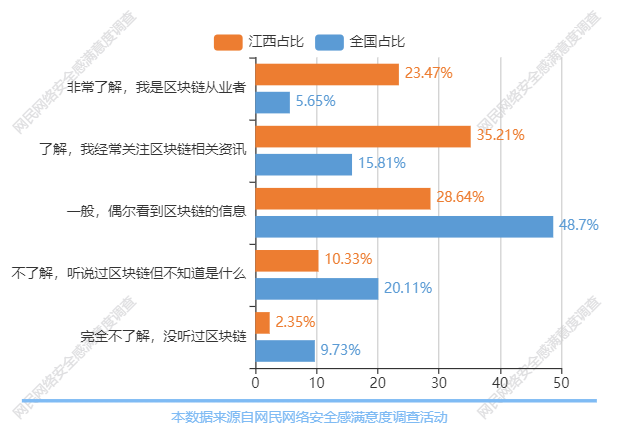 网民网络安全感满意度调查
网民网络安全感满意度调查
江西占比 全国占比
非常了解，我是区块链从业者 23.47%
5.65%
了解，我经常关注区块链相关资讯 35.21%
15.81%
一般，偶尔看到区块链的信息 28.64%
48.7%
不了解，听说过区块链但不知道是什么 10.33%
20.11%
完全不了解，没听过区块链 2.35%
9.73%
0 10 20 30 40 50
网民网络安全感满意度调查
网民网络安全感满意度调查
本数据来源自网民网络安全感满意度调查活动